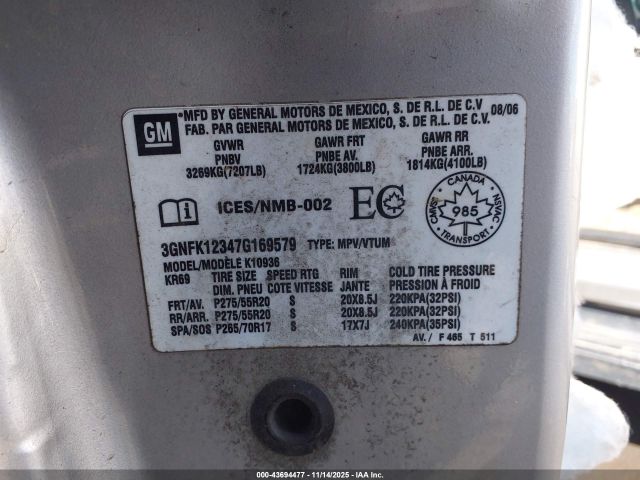 *MFD BY GENERAL MOTORS DE MEXICO, S. DE R.L. DE C.V 08/06
FAB. PAR GENERAL MOTORS DE MEXICO, S. DE R.L. DE C.V.
GM
GVWR GAWR FRT GAWR RR
PNBV PNBE AV. PNBE ARR.
3269KG(7207LB) 1724KG(3800LB) 1814KG(4100LB)
ICES/NMB-002 EC
CANADA
CMVSS 985 NSVAC
TRANSPORT
3GNFK12347G169579 TYPE: MPV/VTUM
MODEL/MODÈLE K10936
KR69 TIRE SIZE SPEED RTG RIM COLD TIRE PRESSURE
DIM. PNEU COTE VITESSE JANTE PRESSION À FROID
FRT/AV. P275/55R20 S 20X8.5J 220KPA(32PSI)
RR/ARR. P275/55R20 S 20X8.5J 220KPA(32PSI)
SPA/SOS P265/70R17 S 17X7J 240KPA(35PSI)
AV. / F 465 T 511
000-43694477 - 11/14/2025 - IAA Inc.